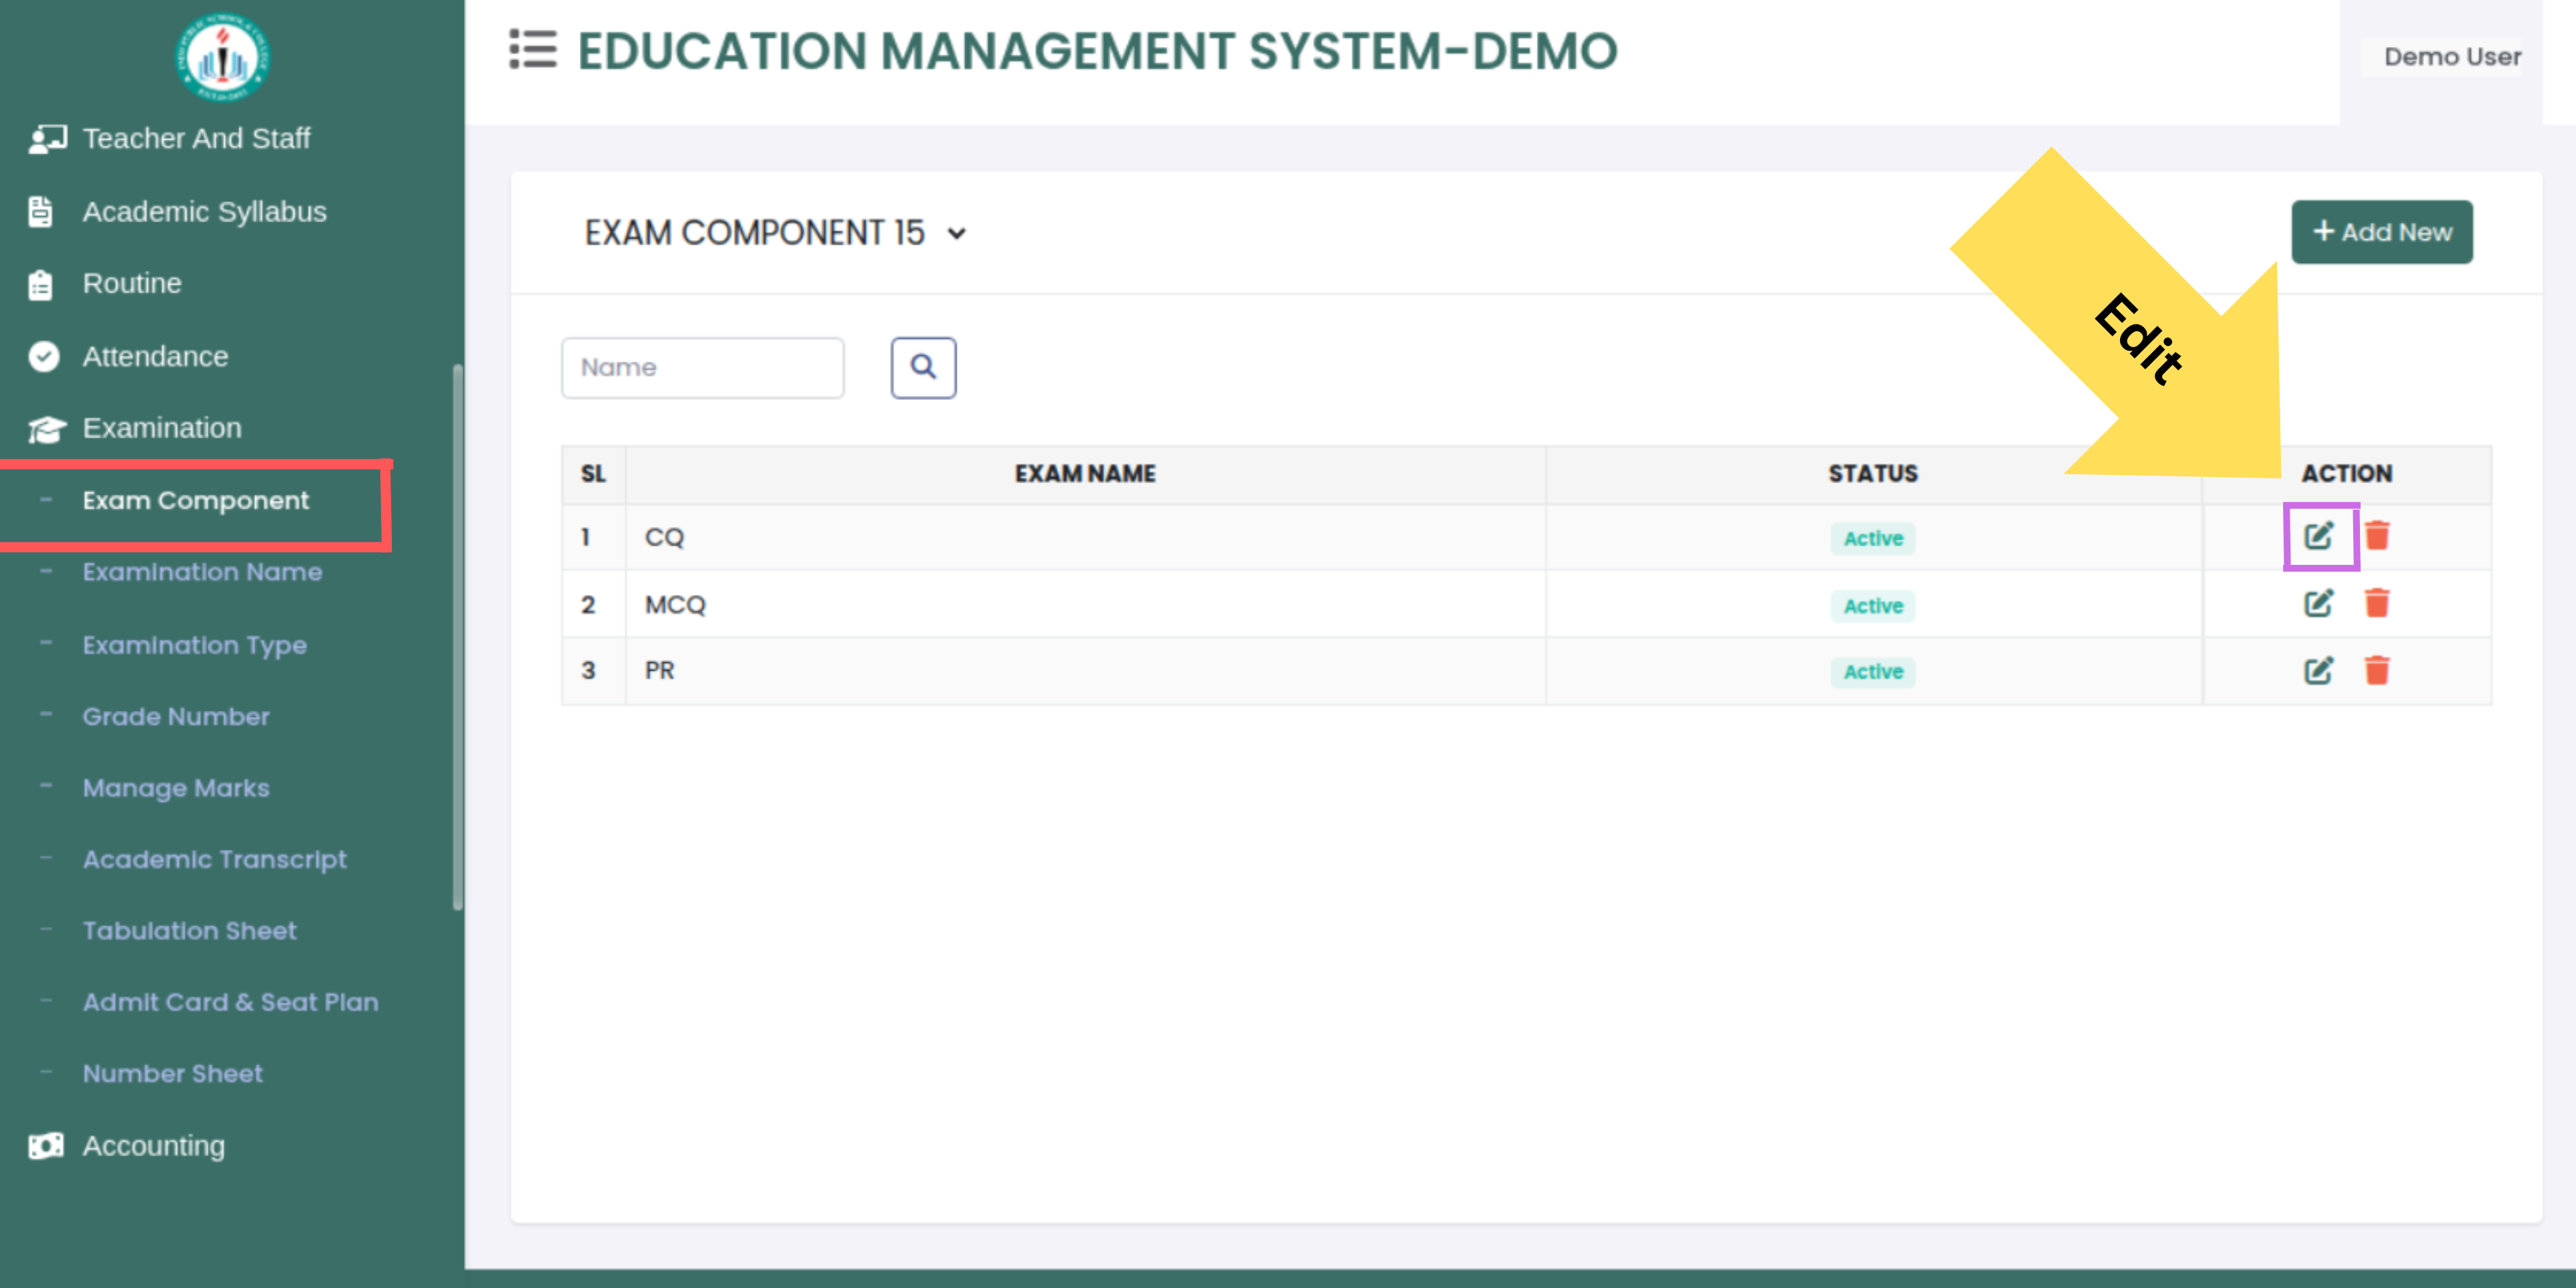 EDUCATION MANAGEMENT SYSTEM-DEMO
Demo User
Teacher And Staff
Academic Syllabus
Routine
Attendance
Examination
- Exam Component
- Examination Name
- Examination Type
- Grade Number
- Manage Marks
- Academic Transcript
- Tabulation Sheet
- Admit Card & Seat Plan
- Number Sheet
Accounting
EXAM COMPONENT 15
+ Add New
Edit
Name
SL EXAM NAME STATUS ACTION
1 CQ Active
2 MCQ Active
3 PR Active